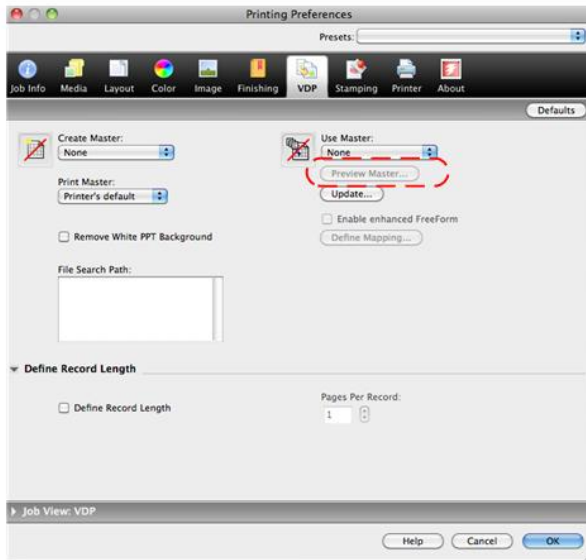 Printing Preferences
Presets:
Job Info Media Layout Color Image Finishing VDP Stamping Printer About
Defaults
Create Master:
None
Print Master:
Printer's default
Remove White PPT Background
File Search Path:
Use Master:
None
Preview Master...
Update...
Enable enhanced FreeForm
Define Mapping...
Define Record Length
Define Record Length
Pages Per Record:
1
Job View: VDP
Help Cancel OK